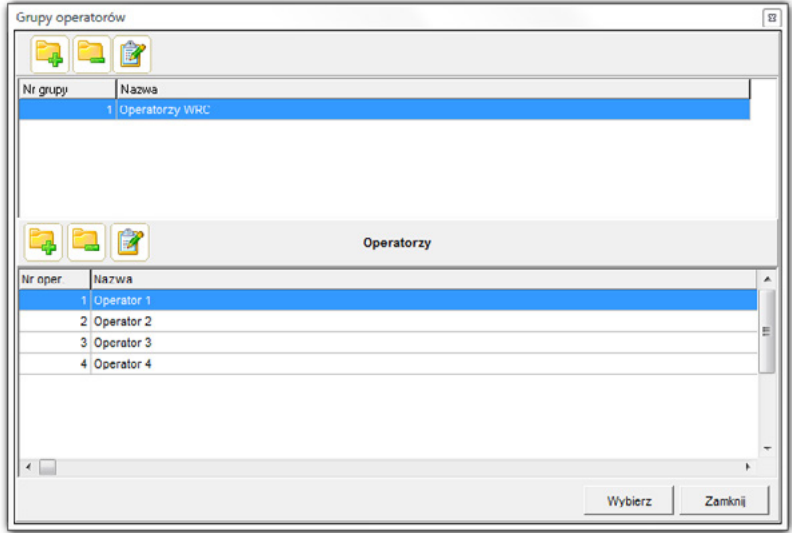 Grupy operatorów
Nr grupy Nazwa
1 Operatorzy WRC
Operatorzy
Nr oper. Nazwa
1 Operator 1
2 Operator 2
3 Operator 3
4 Operator 4
Wybierz Zamknij